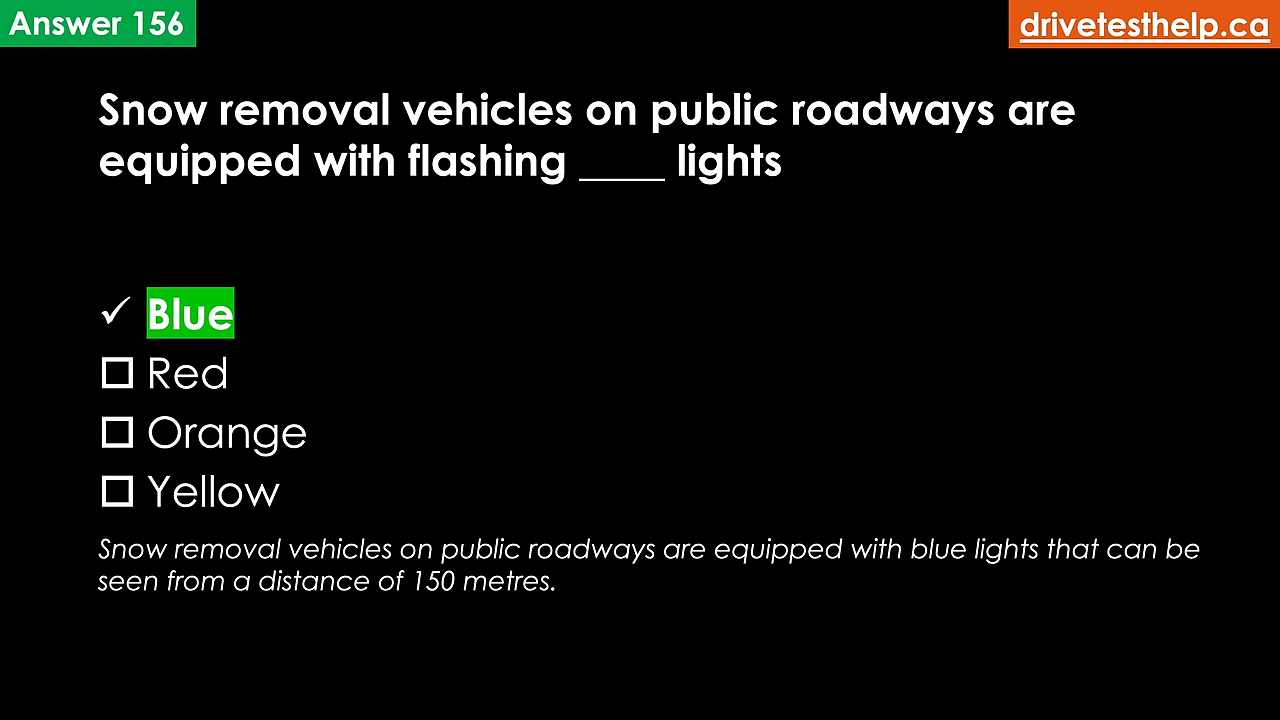 Answer 156
drivetesthelp.ca
Snow removal vehicles on public roadways are
equipped with flashing ____ lights
✓ Blue
☐ Red
☐ Orange
☐ Yellow
Snow removal vehicles on public roadways are equipped with blue lights that can be
seen from a distance of 150 metres.